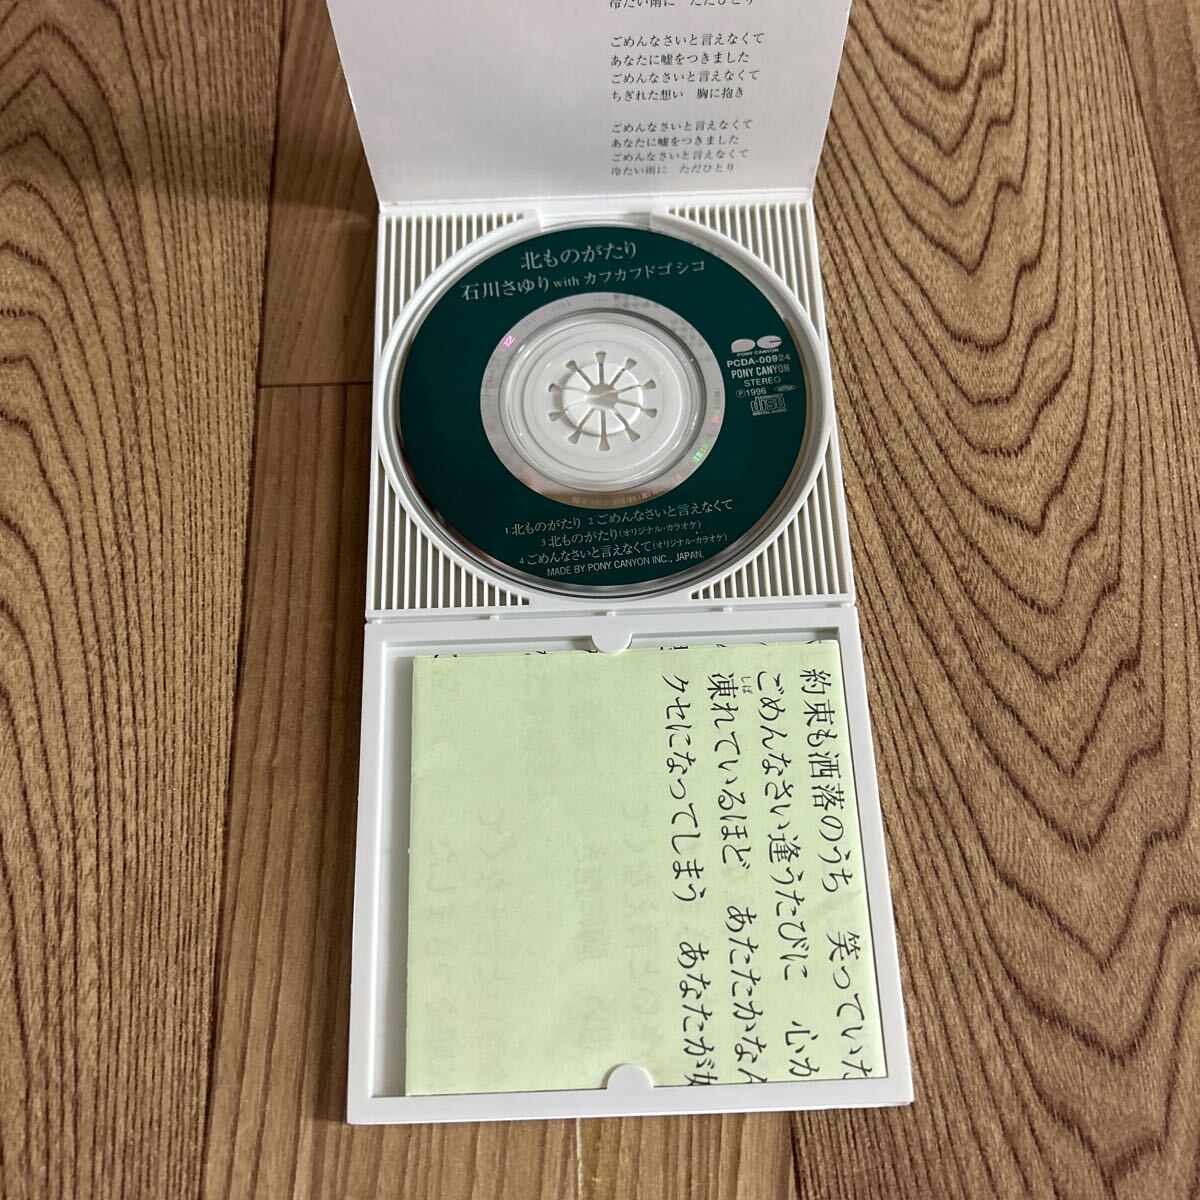 冷たい雨に　ただひとり
ごめんなさいと言えなくて
あなたに嘘をつきました
ごめんなさいと言えなくて
ちぎれた想い　胸に抱き
ごめんなさいと言えなくて
あなたに嘘をつきました
ごめんなさいと言えなくて
冷たい雨に　ただひとり
北ものがたり
石川さゆり with カフカフドゴシコ
PONY CANYON
PCDA-00924
PONY CANYON
STEREO
Ⓟ1996
COMPACT
disc
DIGITAL AUDIO
1 北ものがたり 2 ごめんなさいと言えなくて
3 北ものがたり(オリジナル・カラオケ)
4 ごめんなさいと言えなくて(オリジナル・カラオケ)
MADE BY PONY CANYON INC., JAPAN.
約束も洒落のうち　笑っていた
ごめんなさい逢うたびに　心か
凍れているほど　あたたかな
しば
クセになってしまう　あなたが